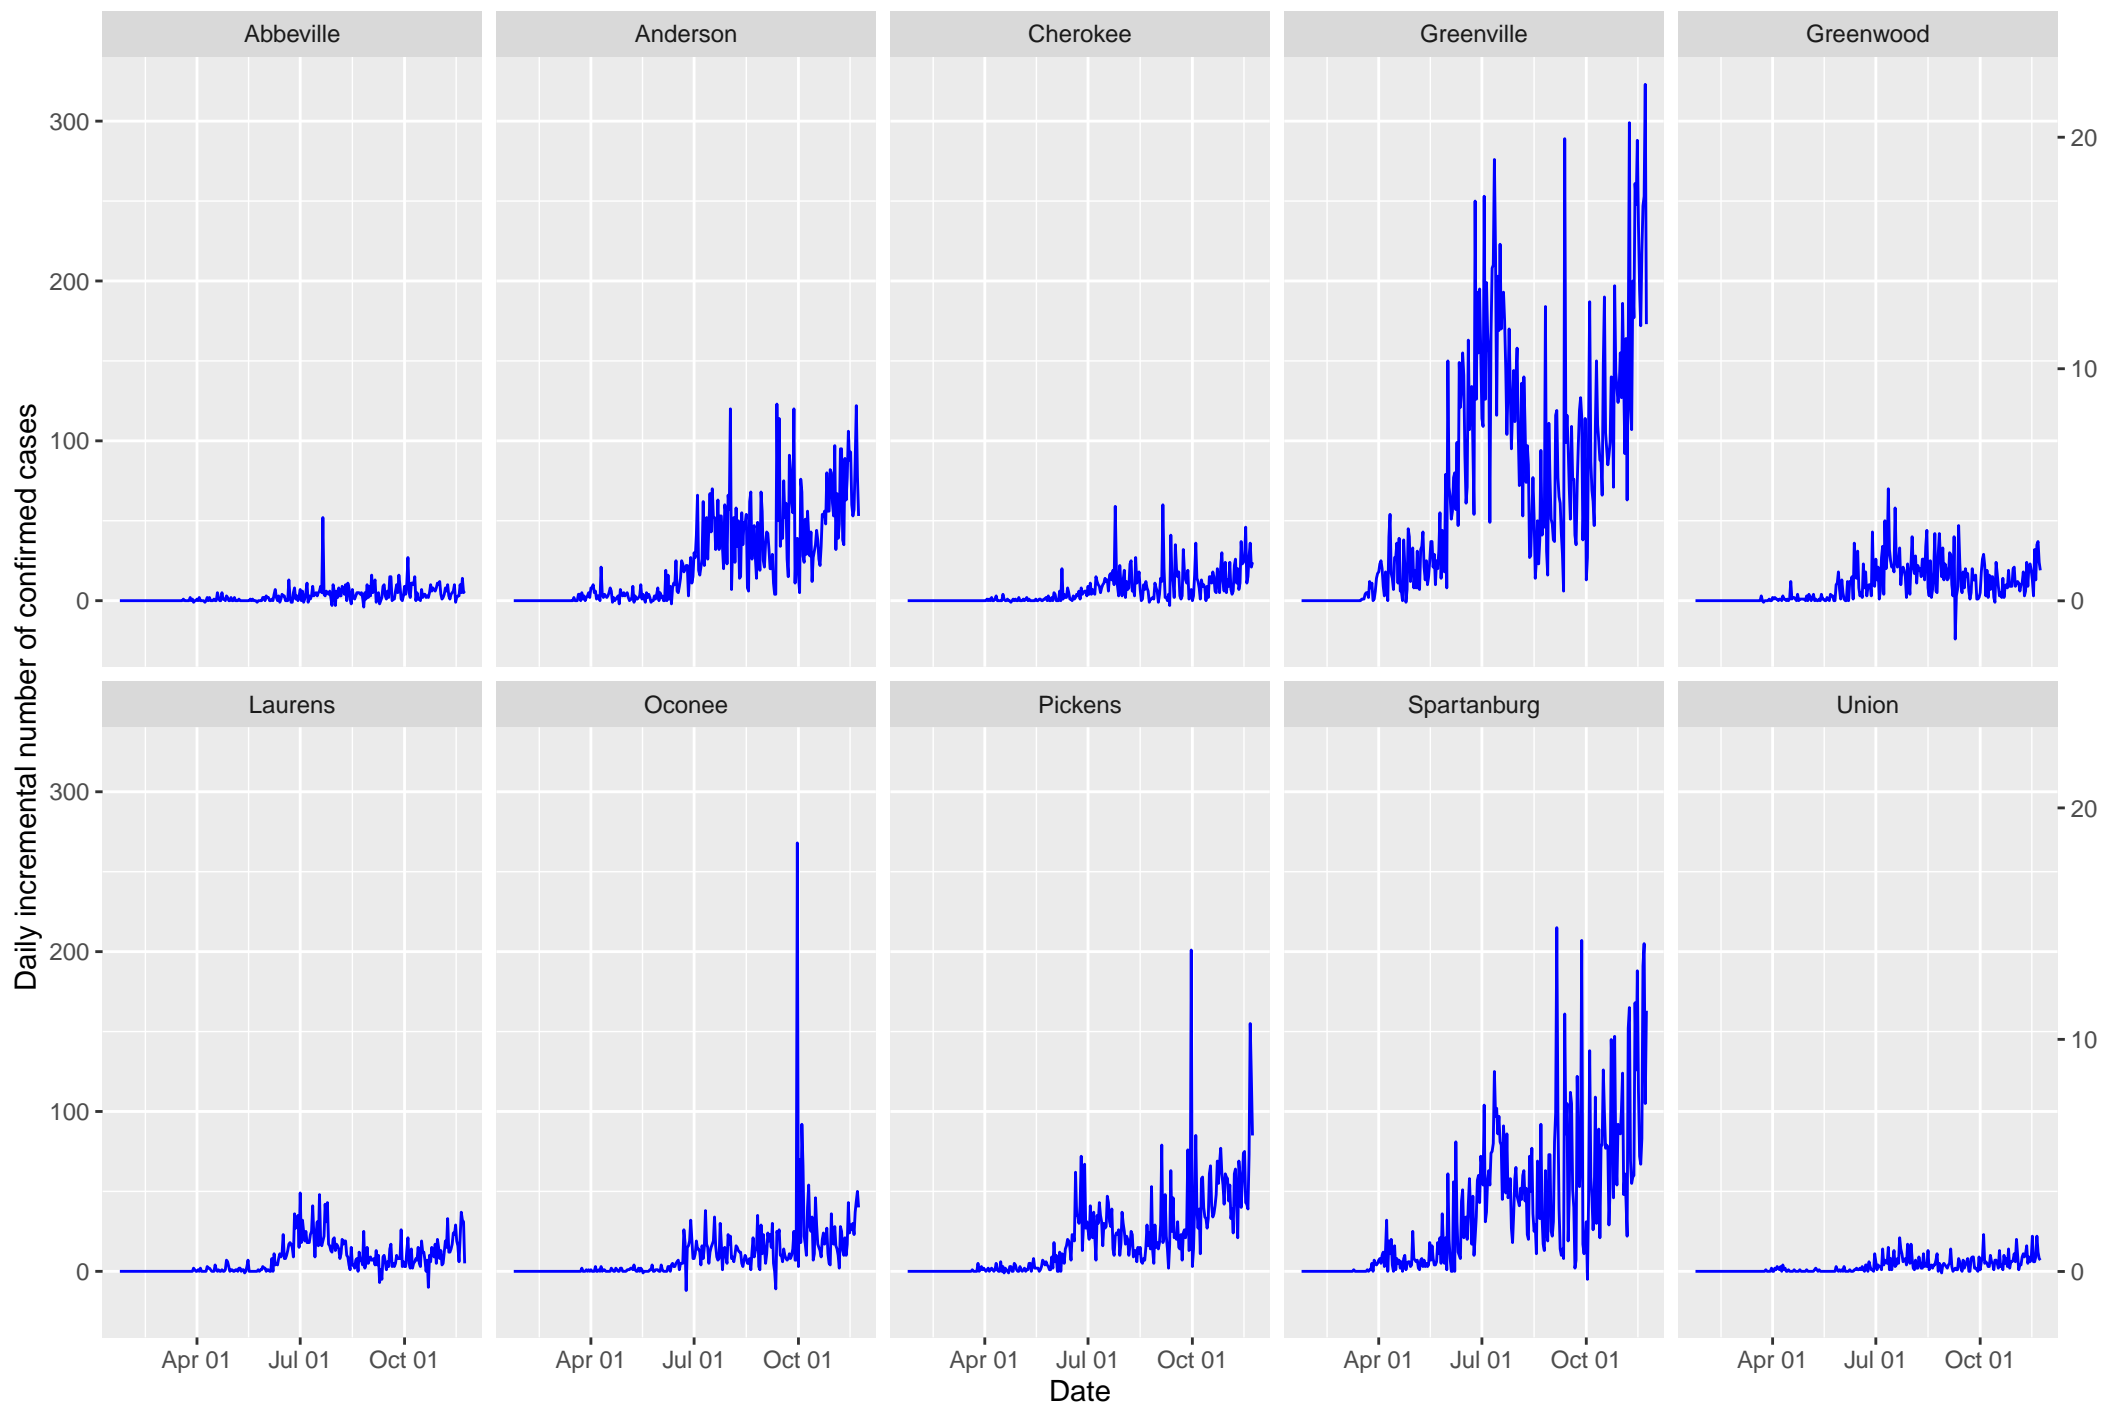 Abbeville Anderson Cherokee Greenville Greenwood
300
20
200
10
100
0 0
Daily incremental number of confirmed cases
Laurens Oconee Pickens Spartanburg Union
300
20
200
10
100
0 0
Apr 01 Jul 01 Oct 01 Apr 01 Jul 01 Oct 01 Apr 01 Jul 01 Oct 01 Apr 01 Jul 01 Oct 01 Apr 01 Jul 01 Oct 01
Date